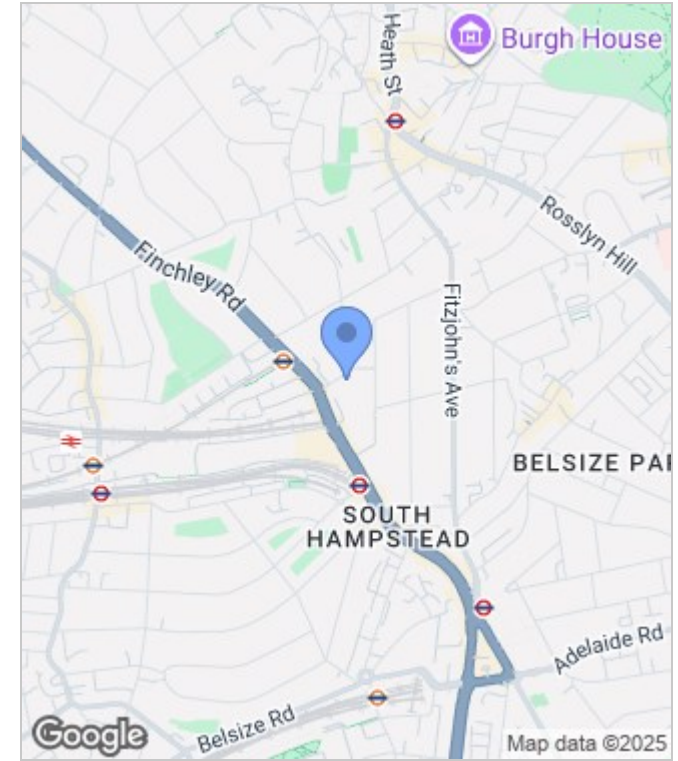 Heath St
Burgh House
Rosslyn Hill
Finchley Rd
Fitzjohn's Ave
BELSIZE PAI
SOUTH
HAMPSTEAD
Adelaide Rd
Belsize Rd
Google
Map data ©2025